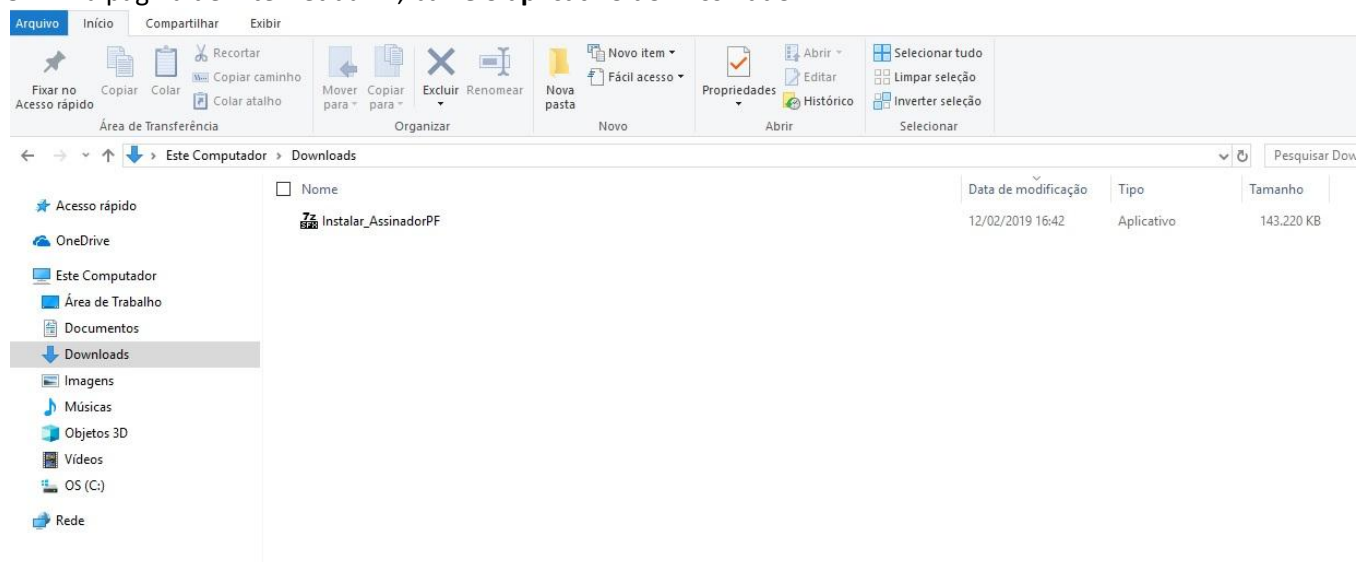 Arquivo Início Compartilhar Exibir
Fixar no Acesso rápido
Copiar
Colar
Recortar
Copiar caminho
Colar atalho
Área de Transferência
Mover para
Copiar para
Excluir
Renomear
Organizar
Nova pasta
Novo item
Fácil acesso
Novo
Propriedades
Abrir
Editar
Histórico
Abrir
Selecionar tudo
Limpar seleção
Inverter seleção
Selecionar
Este Computador > Downloads
Pesquisar Dow
Nome Data de modificação Tipo Tamanho
7z SFX Instalar_AssinadorPF 12/02/2019 16:42 Aplicativo 143.220 KB
Acesso rápido
OneDrive
Este Computador
Área de Trabalho
Documentos
Downloads
Imagens
Músicas
Objetos 3D
Vídeos
OS (C:)
Rede